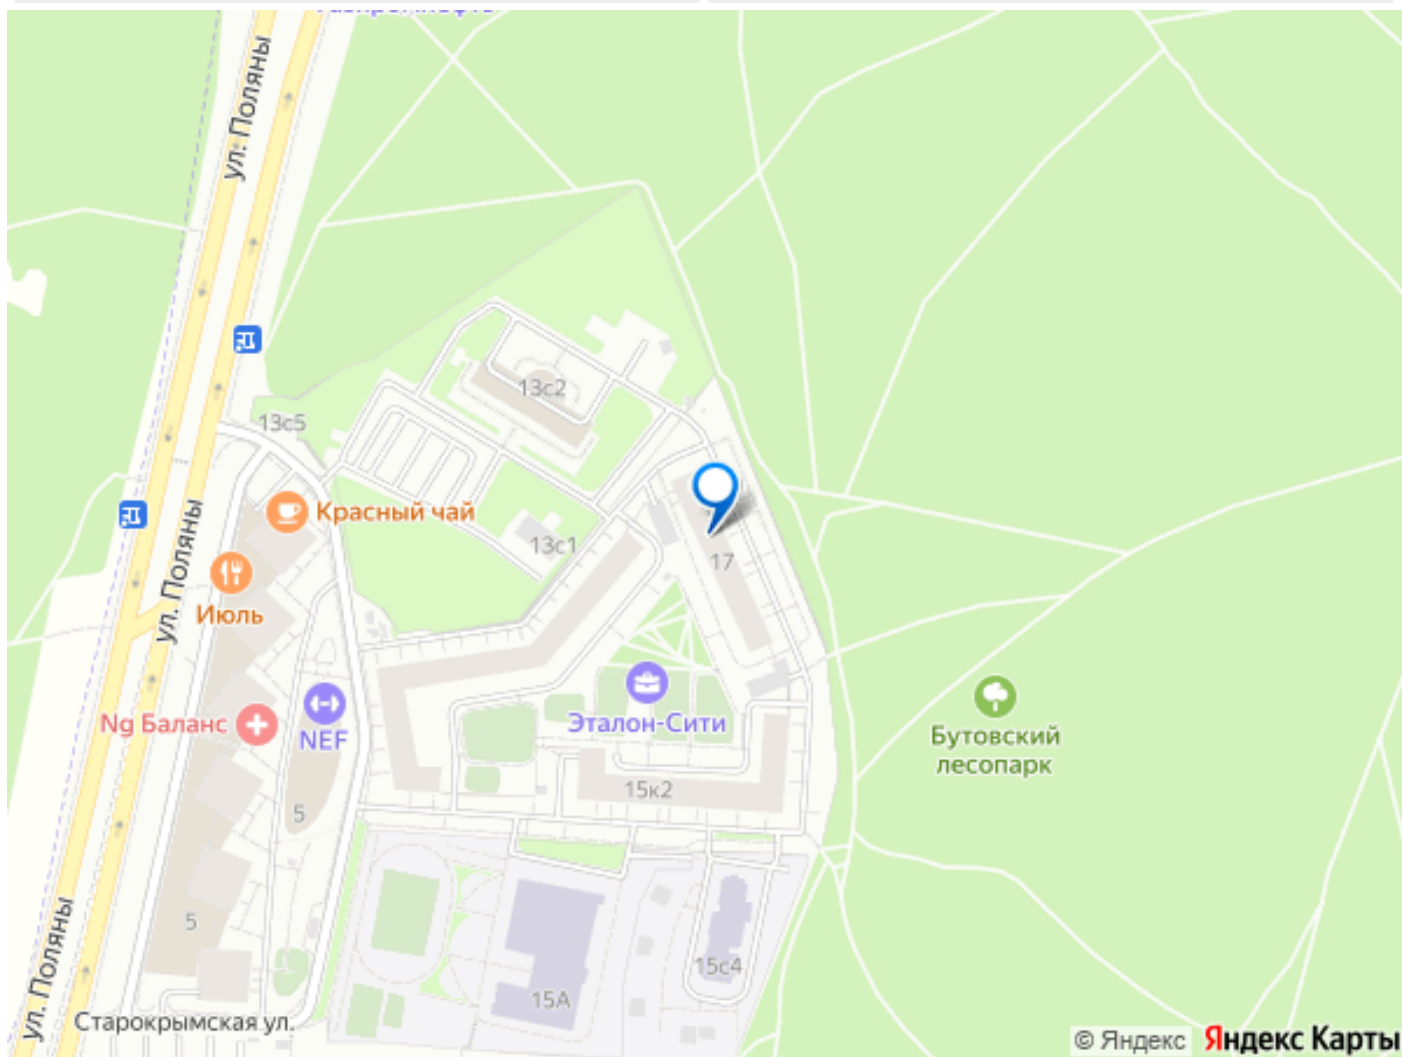 ул. Поляны
13с2
13с5
Красный чай
13с1
17
ул. Поляны
Июль
Эталон-Сити
Ng Баланс
NEF
Бутовский
лесопарк
15к2
5
5
15с4
15А
ул. Поляны
Старокрымская ул.
© Яндекс Яндекс Карты